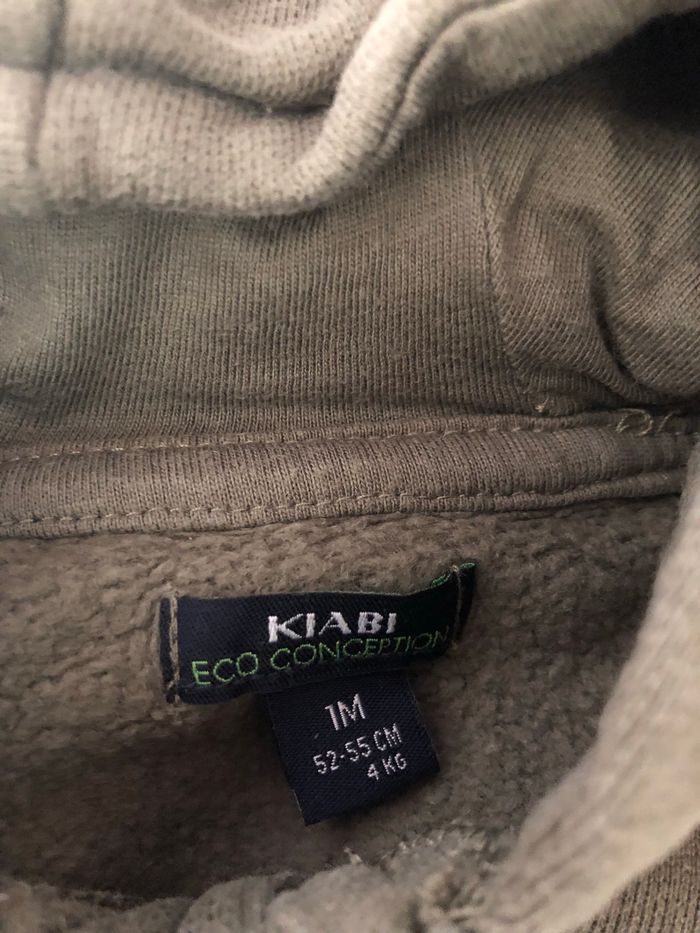 KIABI
ECO CONCEPTION
1M
52-55 CM
4 KG